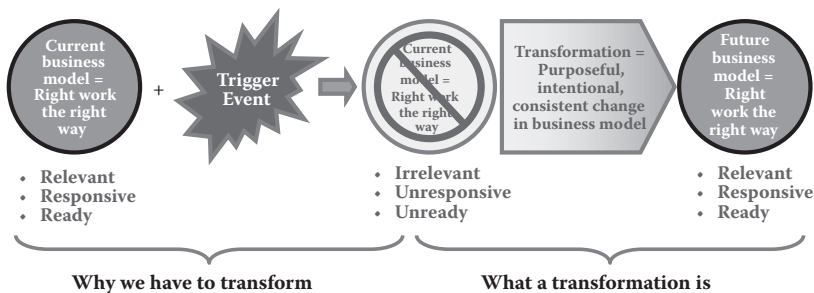 Current
business
model =
Right work
the right
way
+
Trigger
Event
Current
business
model =
Right work
the right
way
Transformation =
Purposeful,
intentional,
consistent change
in business model
Future
business
model =
Right
work the
right way
• Relevant
• Responsive
• Ready
• Irrelevant
• Unresponsive
• Unready
• Relevant
• Responsive
• Ready
Why we have to transform
What a transformation is